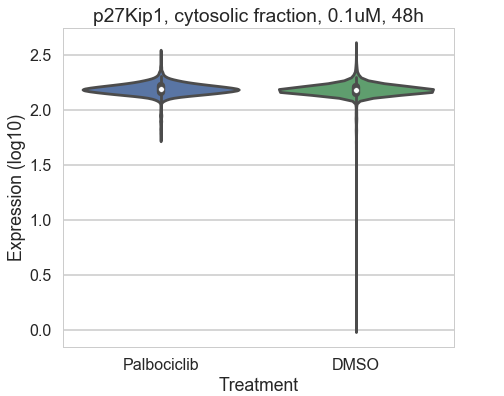 p27Kip1, cytosolic fraction, 0.1uM, 48h
2.5
2.0
1.5
1.0
0.5
0.0
Expression (log10)
Palbociclib DMSO
Treatment